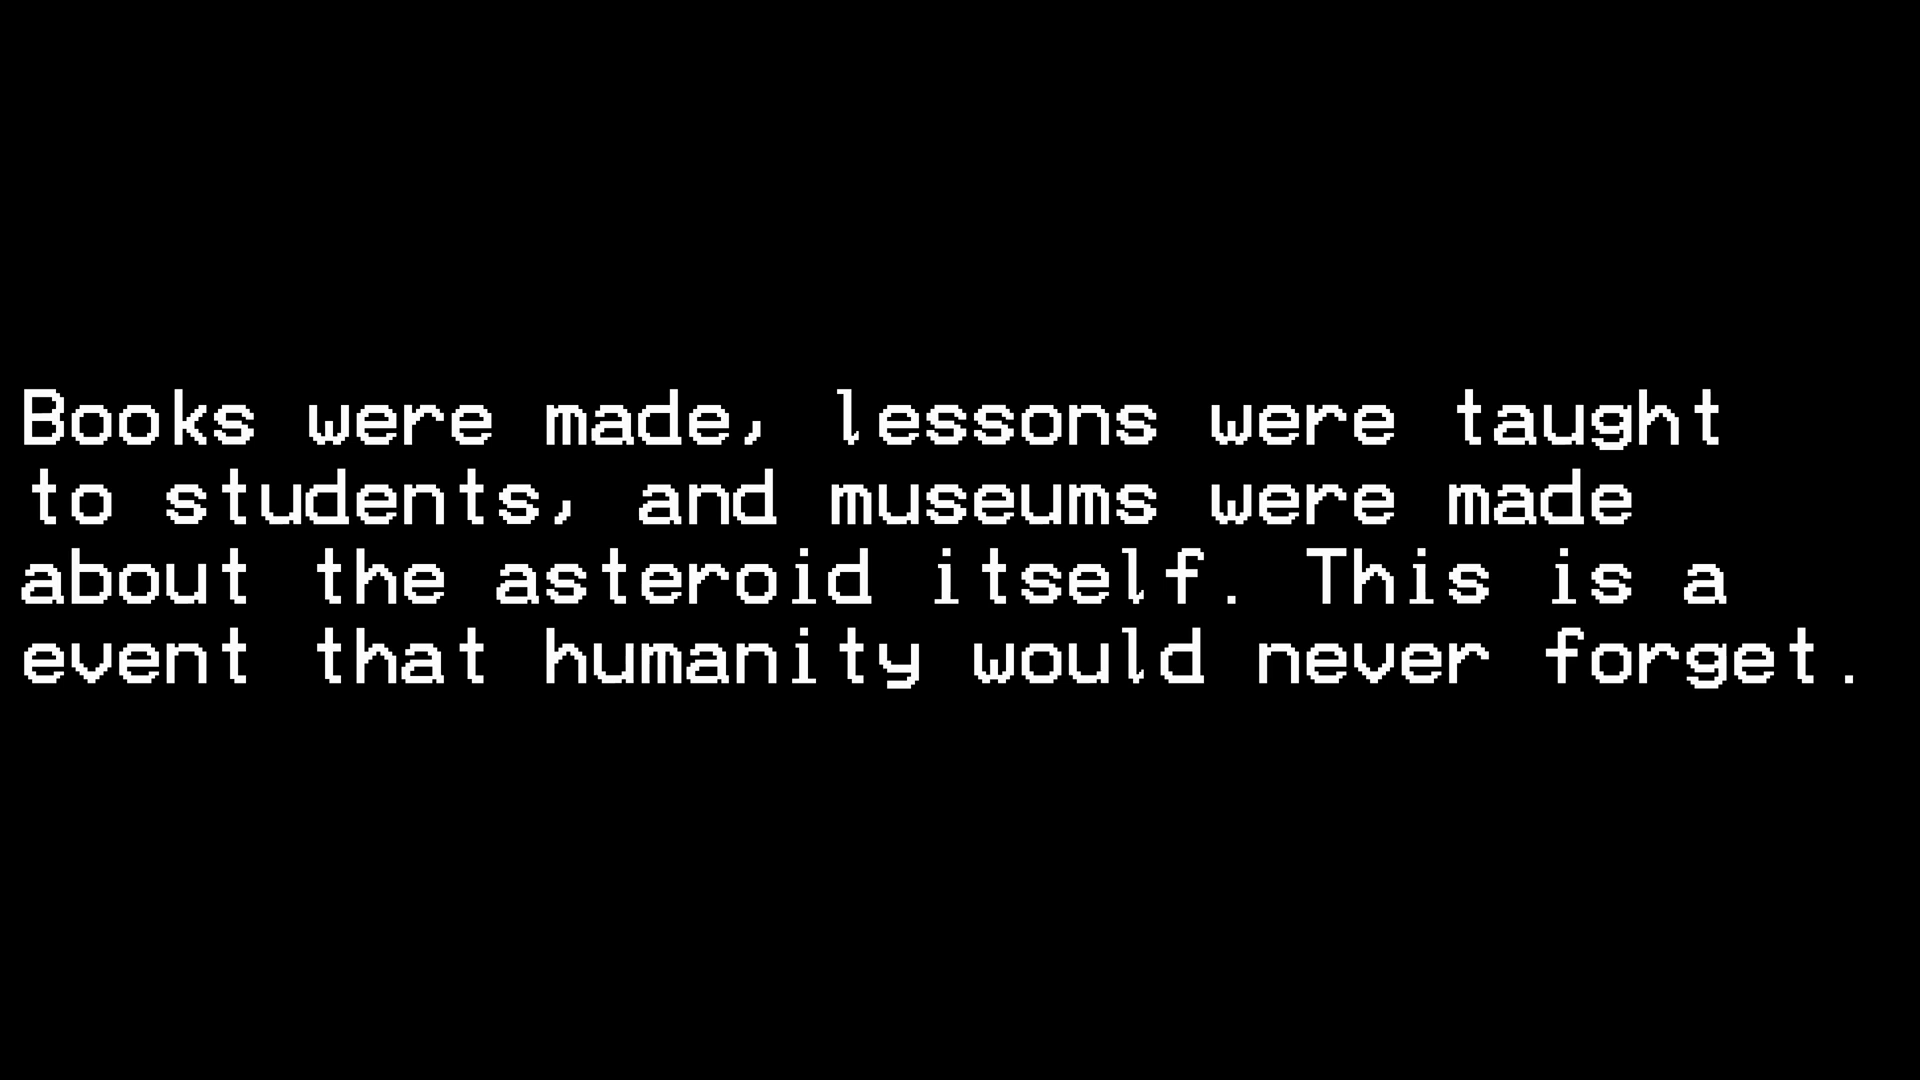 Books were made, lessons were taught
to students, and museums were made
about the asteroid itself. This is a
event that humanity would never forget.